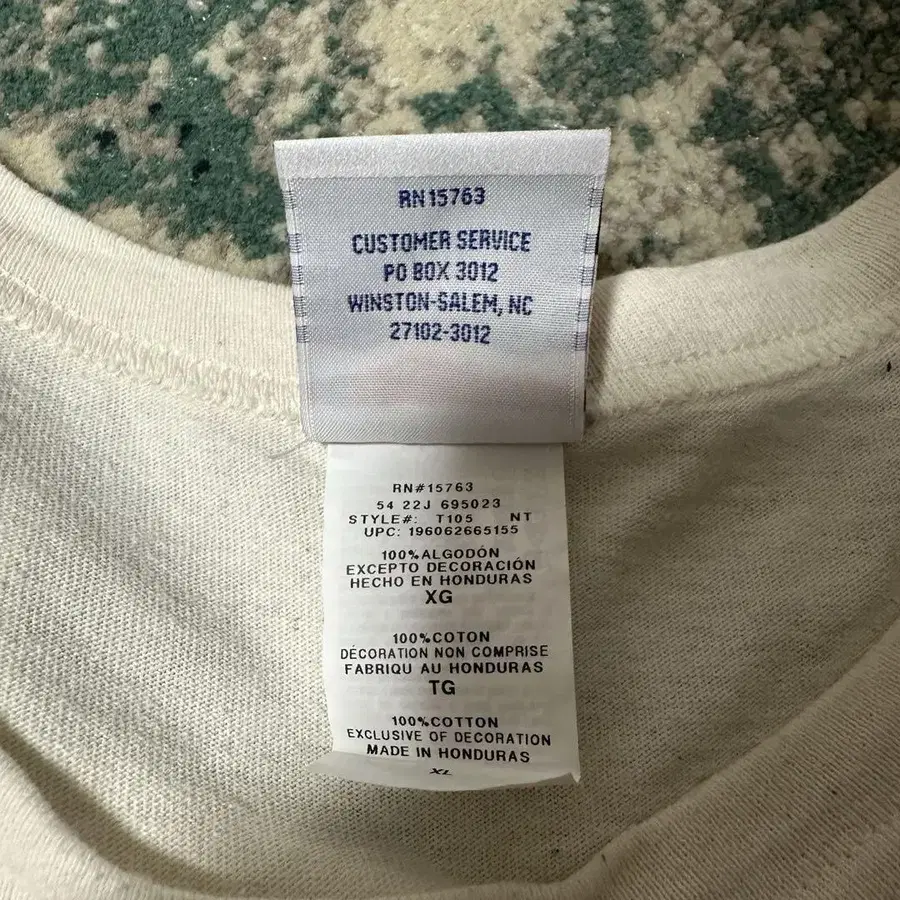 RN 15763
CUSTOMER SERVICE
PO BOX 3012
WINSTON-SALEM, NC
27102-3012
RN#15763
54 22J 695023
STYLE#: T105 NT
UPC: 196062665155
100%ALGODÓN
EXCEPTO DECORACIÓN
HECHO EN HONDURAS
XG
100%COTON
DÉCORATION NON COMPRISE
FABRIQU AU HONDURAS
TG
100%COTTON
EXCLUSIVE OF DECORATION
MADE IN HONDURAS
XL